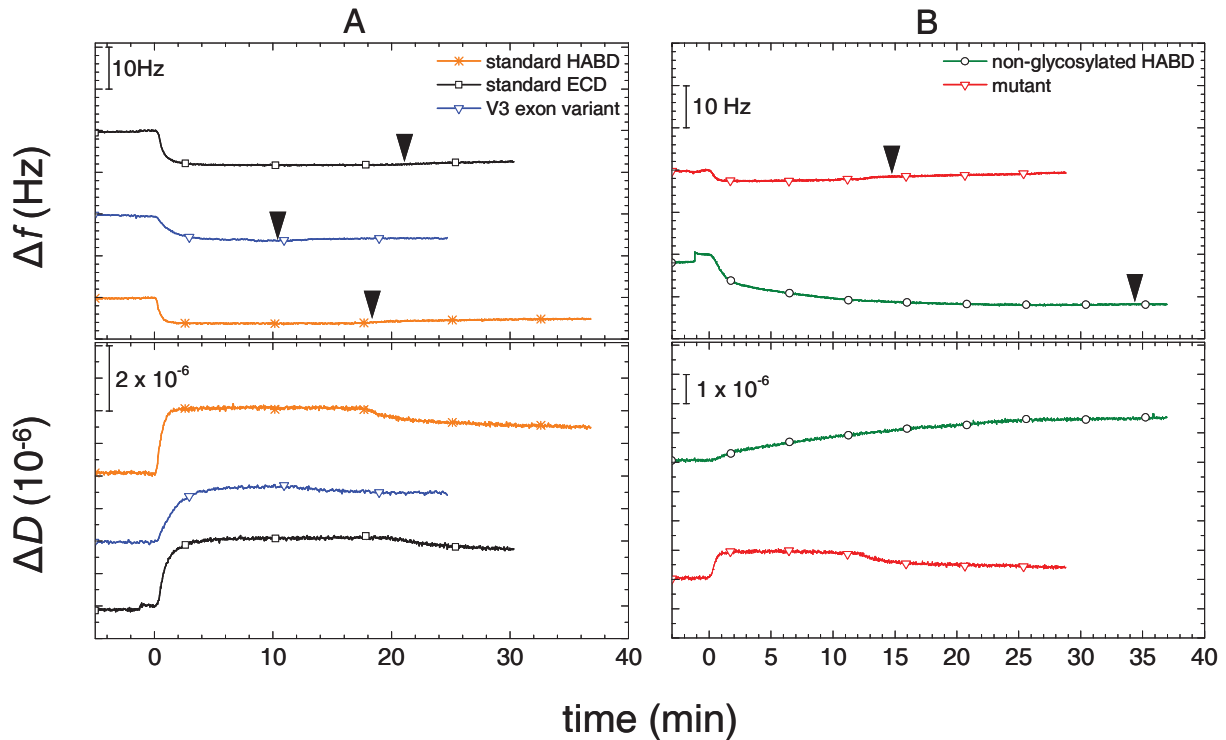 A
B
10Hz
standard HABD
standard ECD
V3 exon variant
10 Hz
non-glycosylated HABD
mutant
Δf (Hz)
2 x 10-6
1 x 10-6
ΔD (10-6)
0 10 20 30 40
0 5 10 15 20 25 30 35 40
time (min)